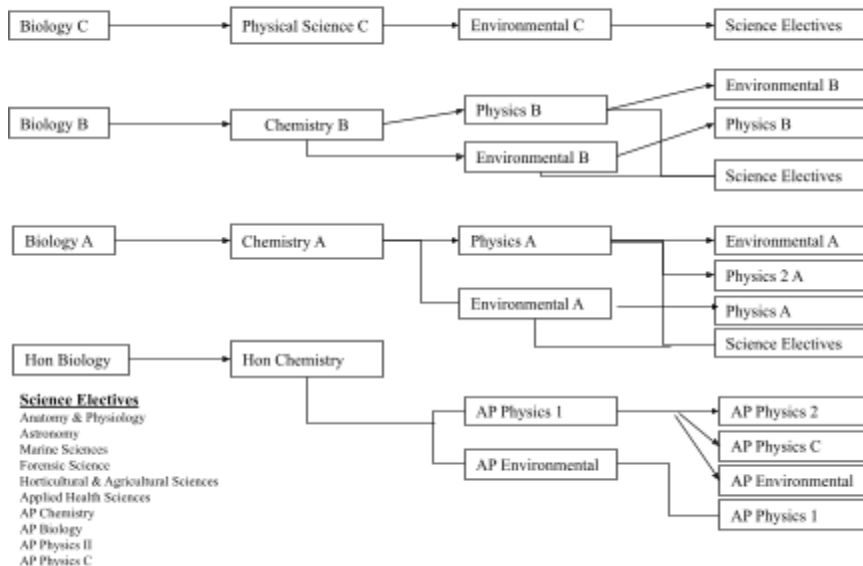 Biology C
Physical Science C
Environmental C
Science Electives
Biology B
Chemistry B
Physics B
Environmental B
Environmental B
Physics B
Science Electives
Biology A
Chemistry A
Physics A
Environmental A
Environmental A
Physics 2 A
Physics A
Science Electives
Hon Biology
Hon Chemistry
AP Physics 1
AP Environmental
AP Physics 2
AP Physics C
AP Environmental
AP Physics 1
Science Electives
Anatomy & Physiology
Astronomy
Marine Sciences
Forensic Science
Horticultural & Agricultural Sciences
Applied Health Sciences
AP Chemistry
AP Biology
AP Physics II
AP Physics C